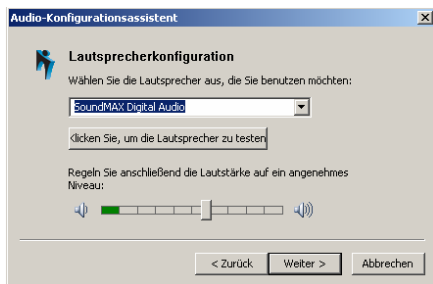 Audio-Konfigurationsassistent
Lautsprecherkonfiguration
Wählen Sie die Lautsprecher aus, die Sie benutzen möchten:
SoundMAX Digital Audio
Klicken Sie, um die Lautsprecher zu testen
Regeln Sie anschließend die Lautstärke auf ein angenehmes
Niveau:
< Zurück
Weiter >
Abbrechen